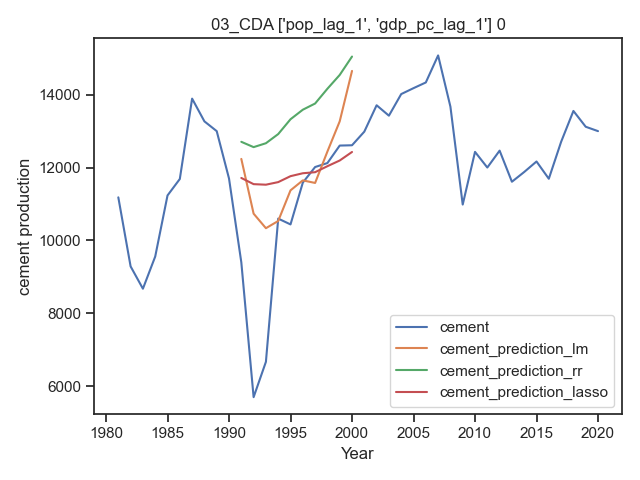 03_CDA ['pop_lag_1', 'gdp_pc_lag_1'] 0
14000
12000
10000
8000
6000
cement production
cement
cement_prediction_lm
cement_prediction_rr
cement_prediction_lasso
1980 1985 1990 1995 2000 2005 2010 2015 2020
Year